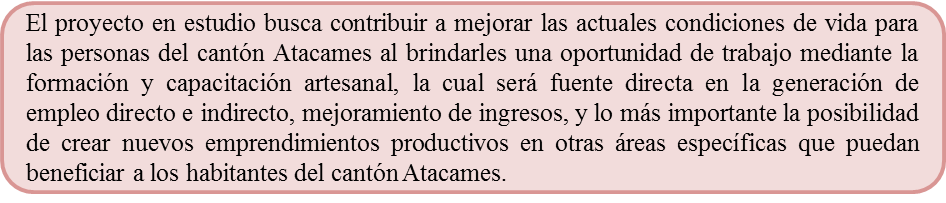 El proyecto en estudio busca contribuir a mejorar las actuales condiciones de vida para
las personas del cantón Atacames al brindarles una oportunidad de trabajo mediante la
formación y capacitación artesanal, la cual será fuente directa en la generación de
empleo directo e indirecto, mejoramiento de ingresos, y lo más importante la posibilidad
de crear nuevos emprendimientos productivos en otras áreas específicas que puedan
beneficiar a los habitantes del cantón Atacames.